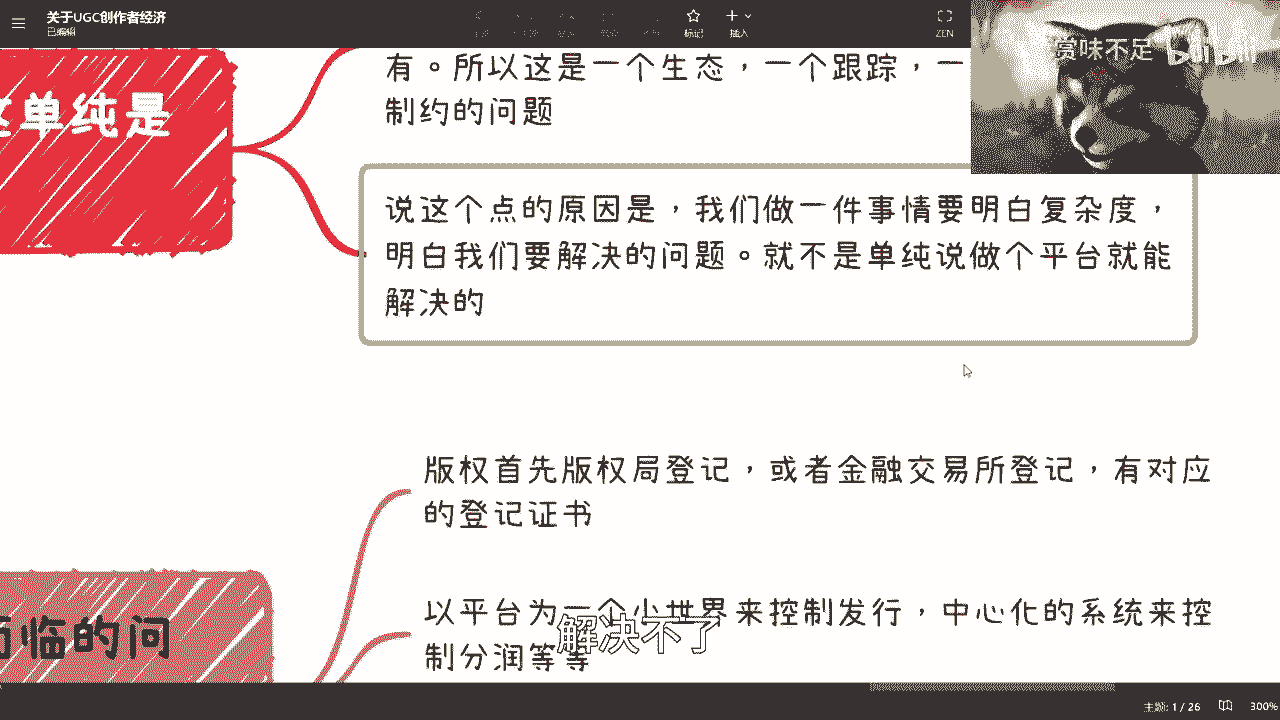 关于UGC创作者经济
已编辑
标记
插入
ZEN
赏味不足
有。所以这是一个生态，一个跟踪，一
制约的问题
单纯是
说这个点的原因是，我们做一件事情要明白复杂度，
明白我们要解决的问题。就不是单纯说做个平台就能
解决的
版权首先版权局登记，或者金融交易所登记，有对应
的登记证书
以平台为一个小世界来控制发行，中心化的系统来控
制分润等等
临的问
解决不了
主题: 1 / 26
300%